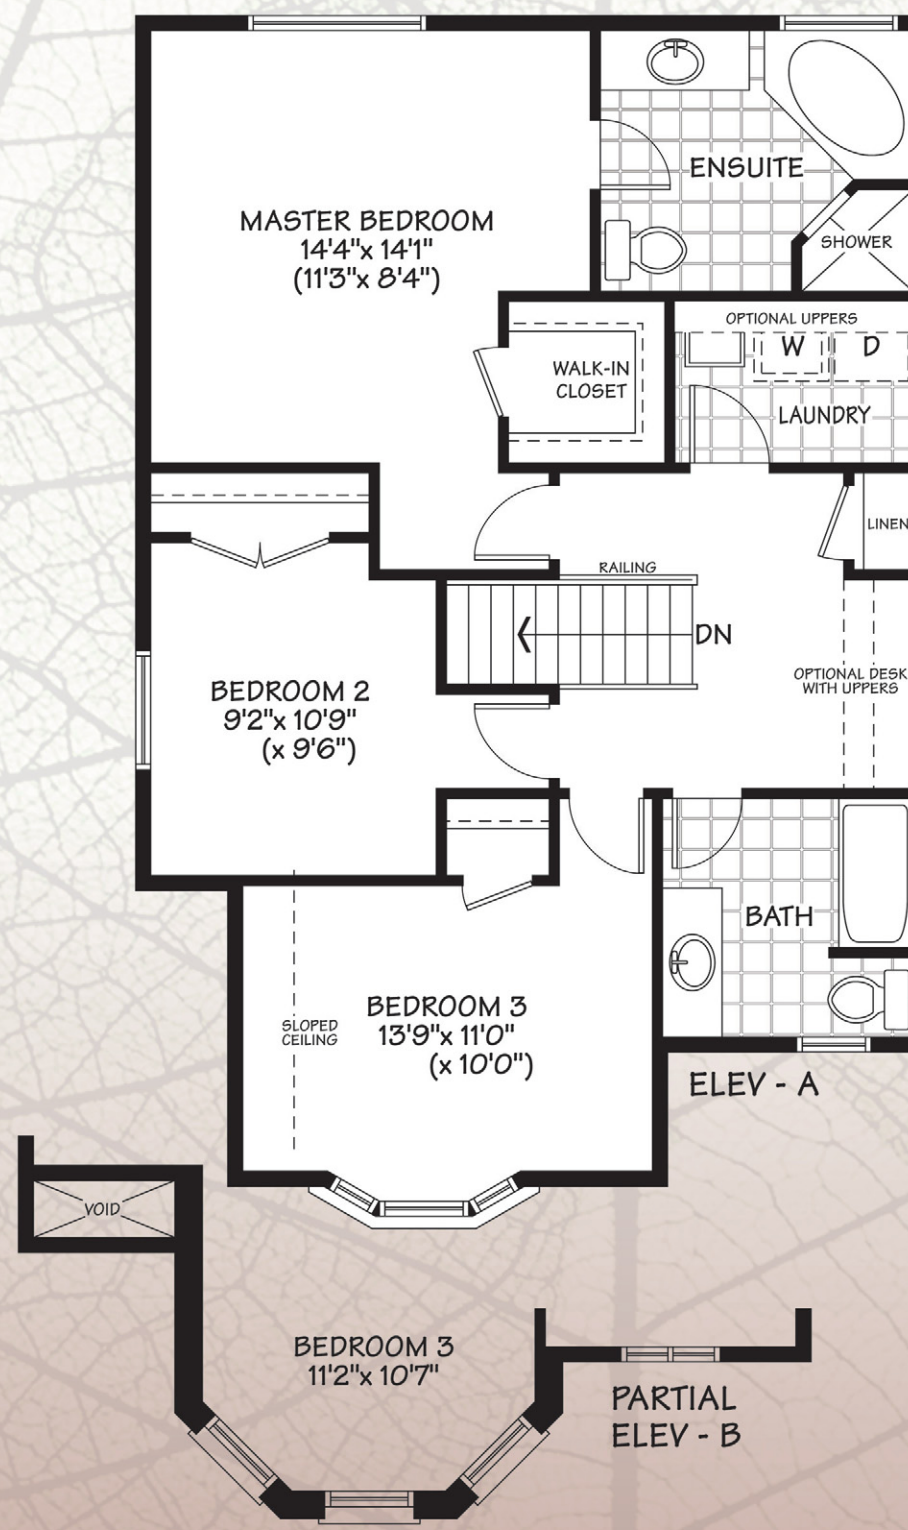 ENSUITE
MASTER BEDROOM
14'4"x 14'1"
(11'3"x 8'4")
SHOWER
OPTIONAL UPPERS
W
D
WALK-IN
CLOSET
LAUNDRY
LINEN
RAILING
DN
OPTIONAL DESK
WITH UPPERS
BEDROOM 2
9'2"x 10'9"
(x 9'6")
BATH
BEDROOM 3
13'9"x 11'0"
(x 10'0")
SLOPED
CEILING
ELEV - A
VOID
BEDROOM 3
11'2"x 10'7"
PARTIAL
ELEV - B